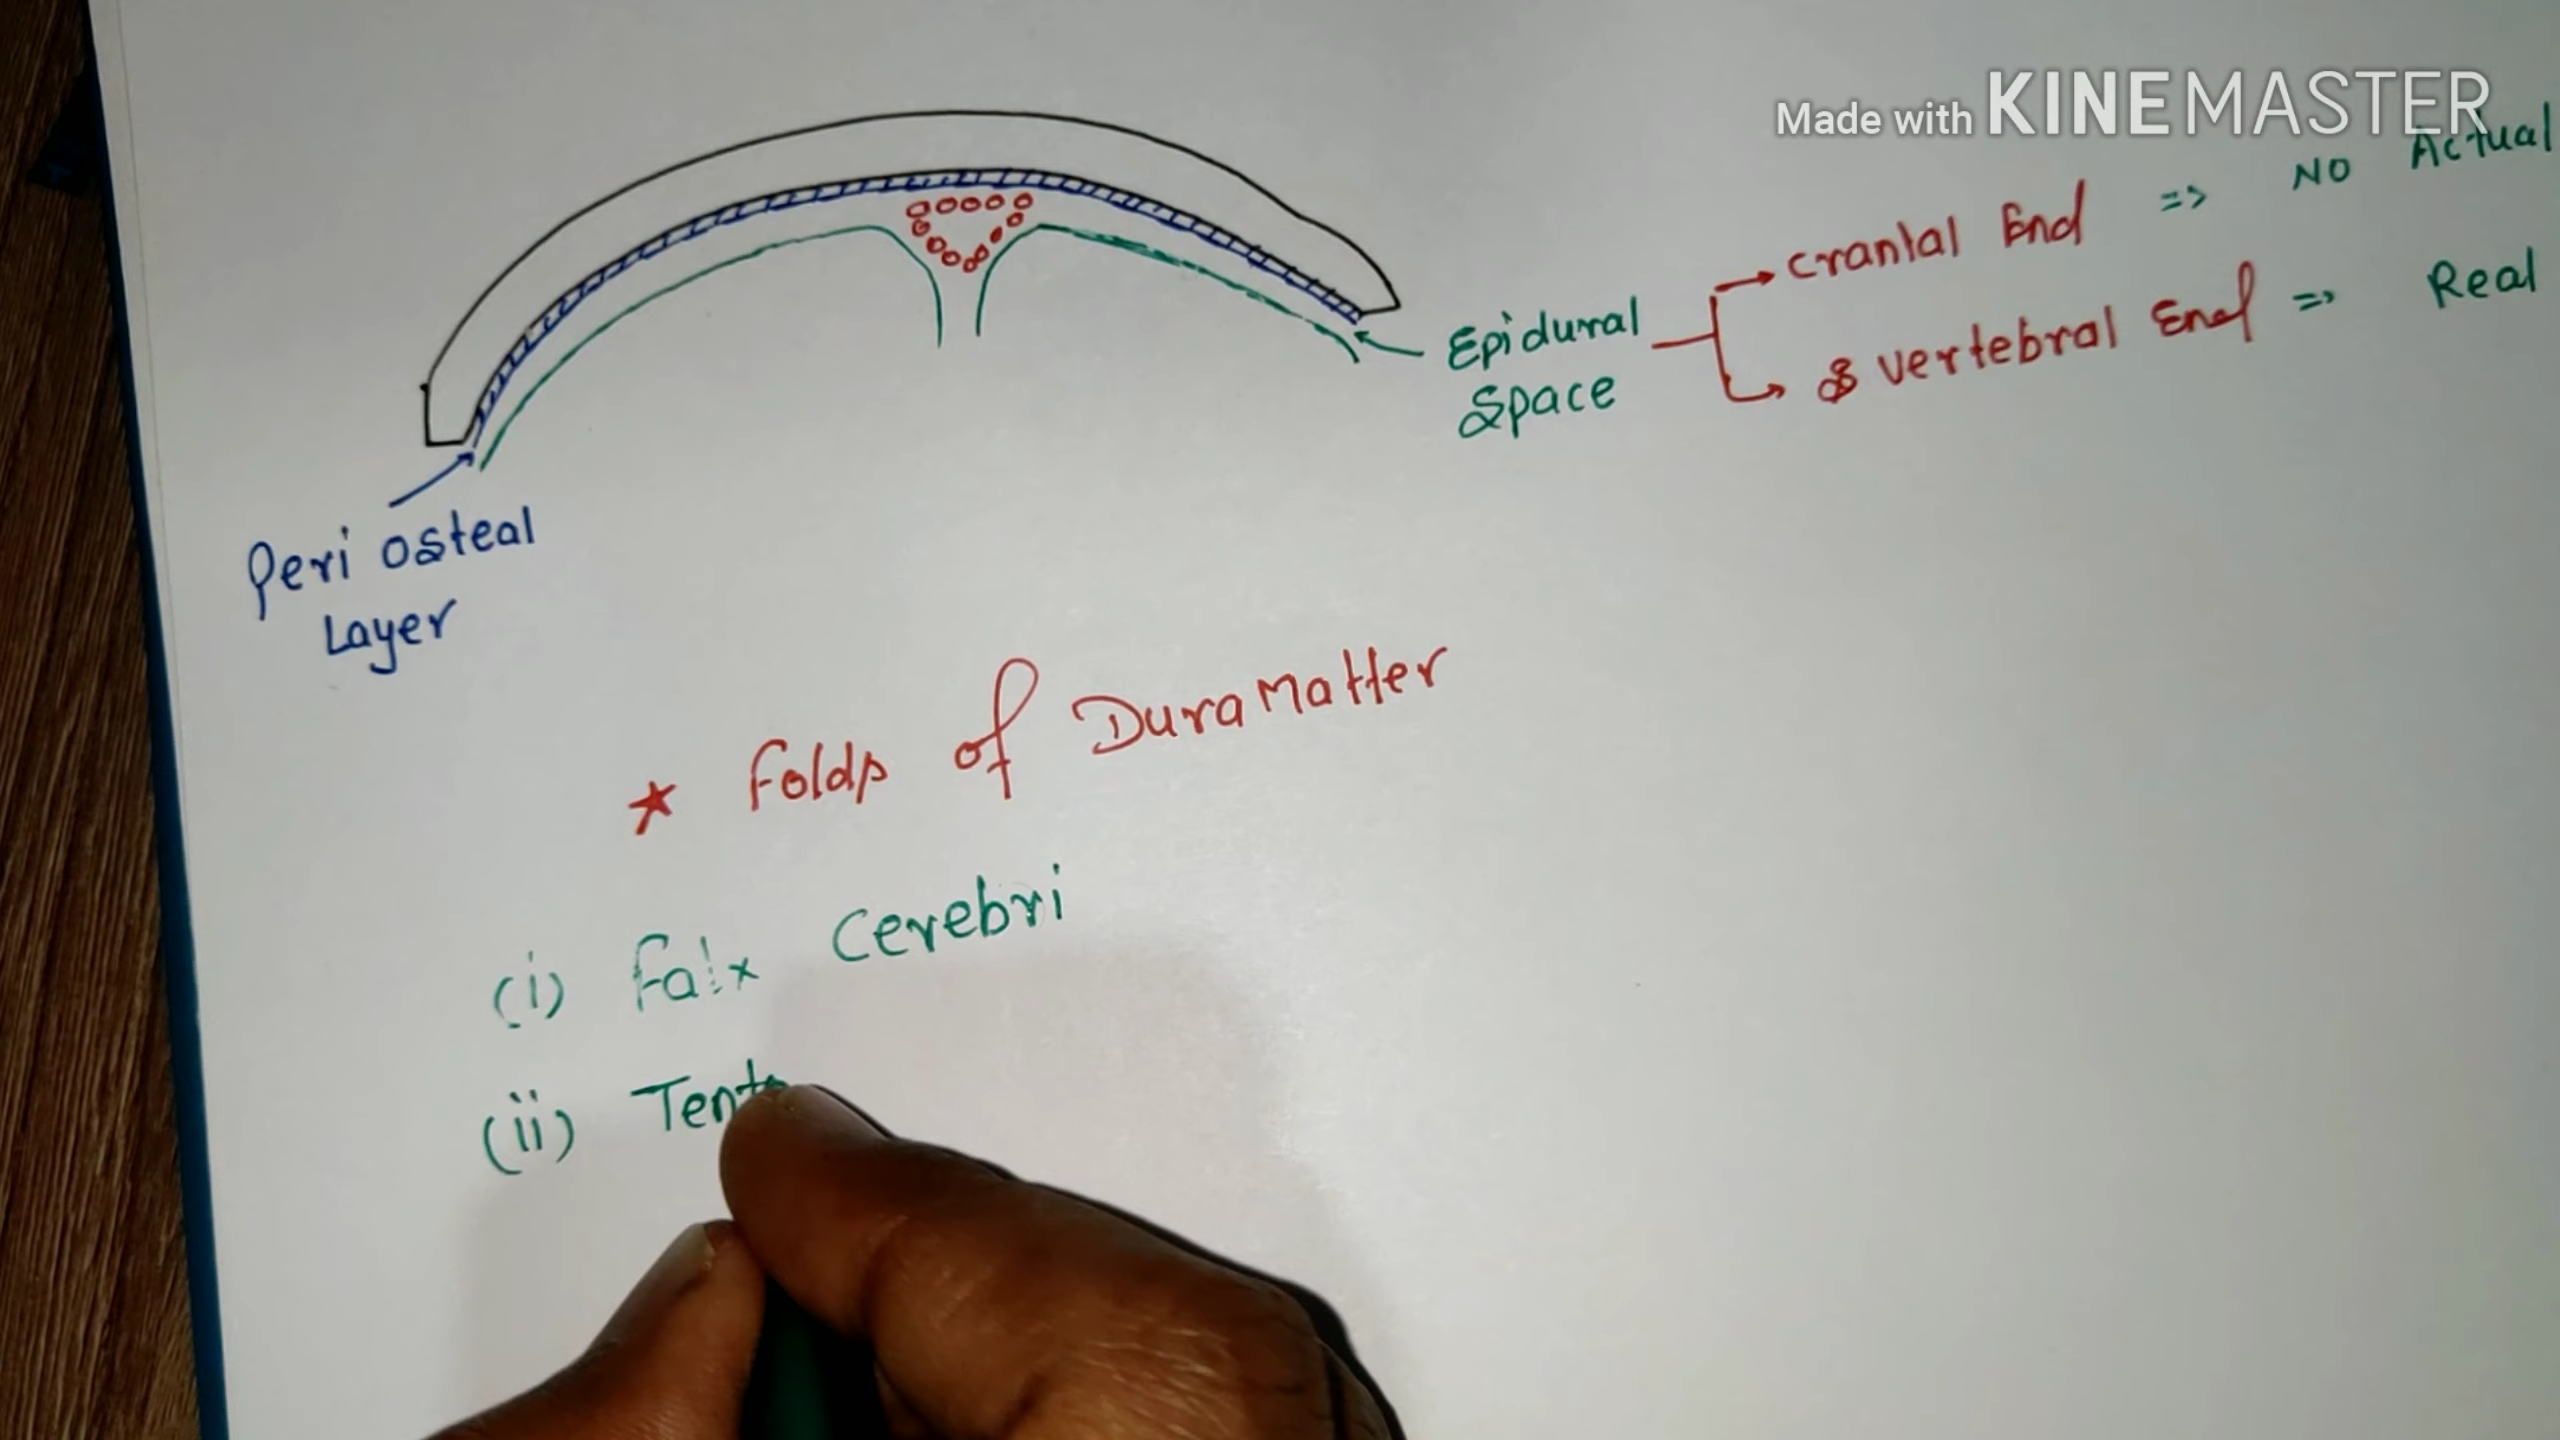 Made with KINEMASTER
cranial End => NO Actual
Epidural
Space
vertebral End => Real
Peri osteal
Layer
* Folds of Dura Matter
(i) Falx Cerebri
(ii) Tent